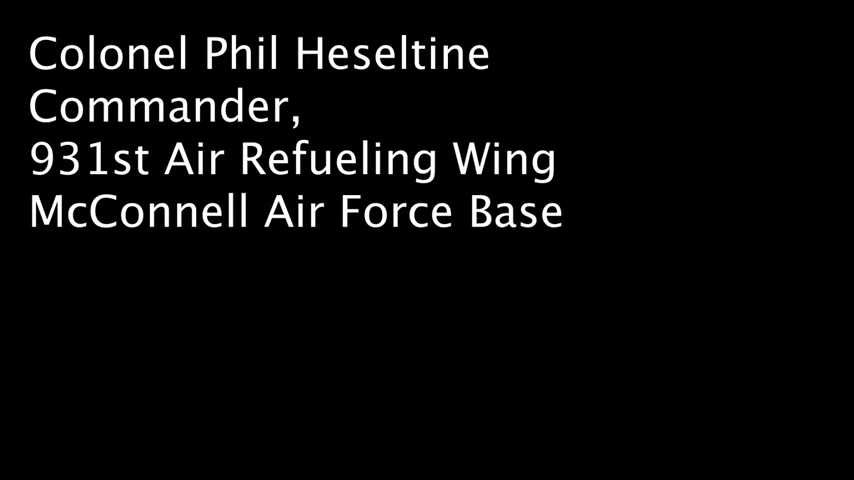 Colonel Phil Heseltine
Commander,
931st Air Refueling Wing
McConnell Air Force Base